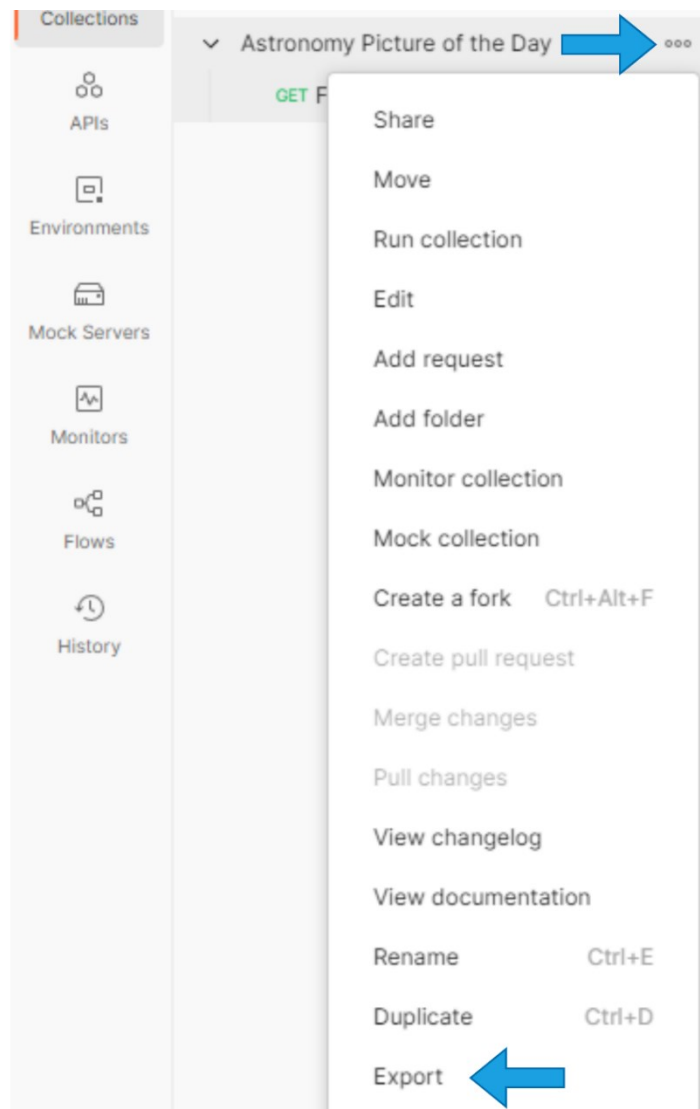 Collections
APIs
Environments
Mock Servers
Monitors
Flows
History
Astronomy Picture of the Day
GET F
Share
Move
Run collection
Edit
Add request
Add folder
Monitor collection
Mock collection
Create a fork Ctrl+Alt+F
Create pull request
Merge changes
Pull changes
View changelog
View documentation
Rename Ctrl+E
Duplicate Ctrl+D
Export